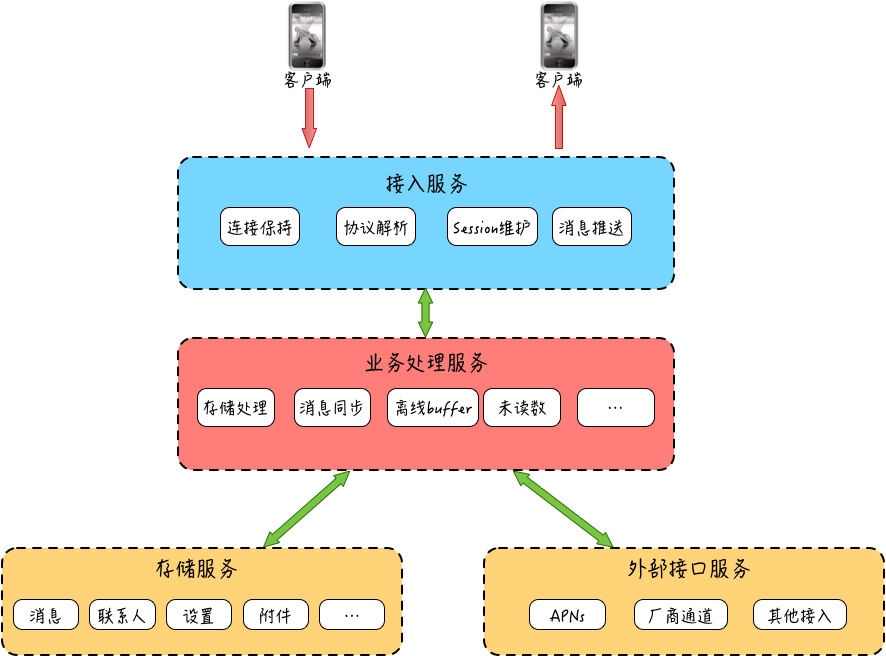 客户端
客户端
接入服务
连接保持
协议解析
Session维护
消息推送
业务处理服务
存储处理
消息同步
离线buffer
未读数
…
存储服务
消息
联系人
设置
附件
…
外部接口服务
APNs
厂商通道
其他接入